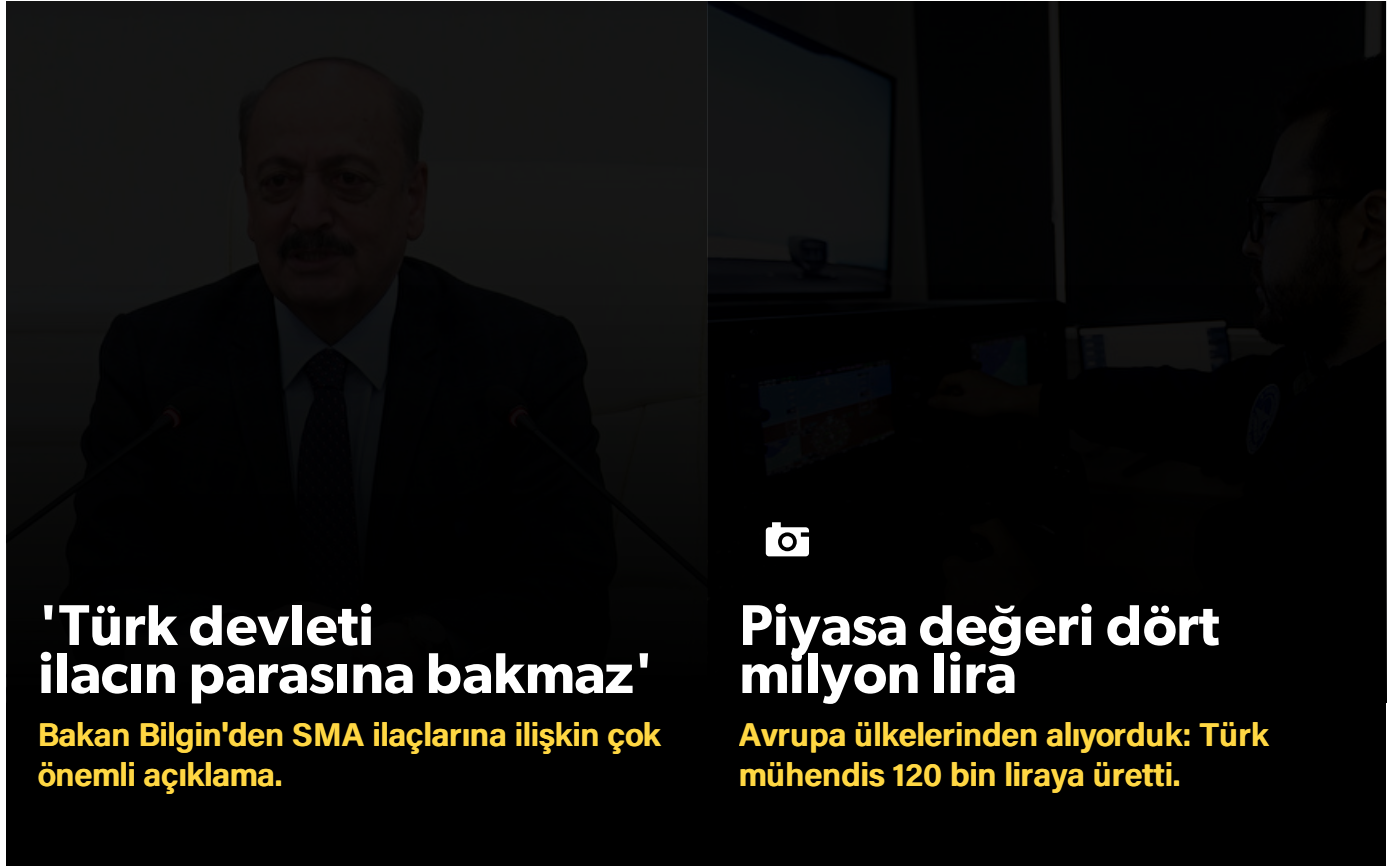 'Türk devleti
ilacın parasına bakmaz'
Bakan Bilgin'den SMA ilaçlarına ilişkin çok
önemli açıklama.
Piyasa değeri dört
milyon lira
Avrupa ülkelerinden alıyorduk: Türk
mühendis 120 bin liraya üretti.